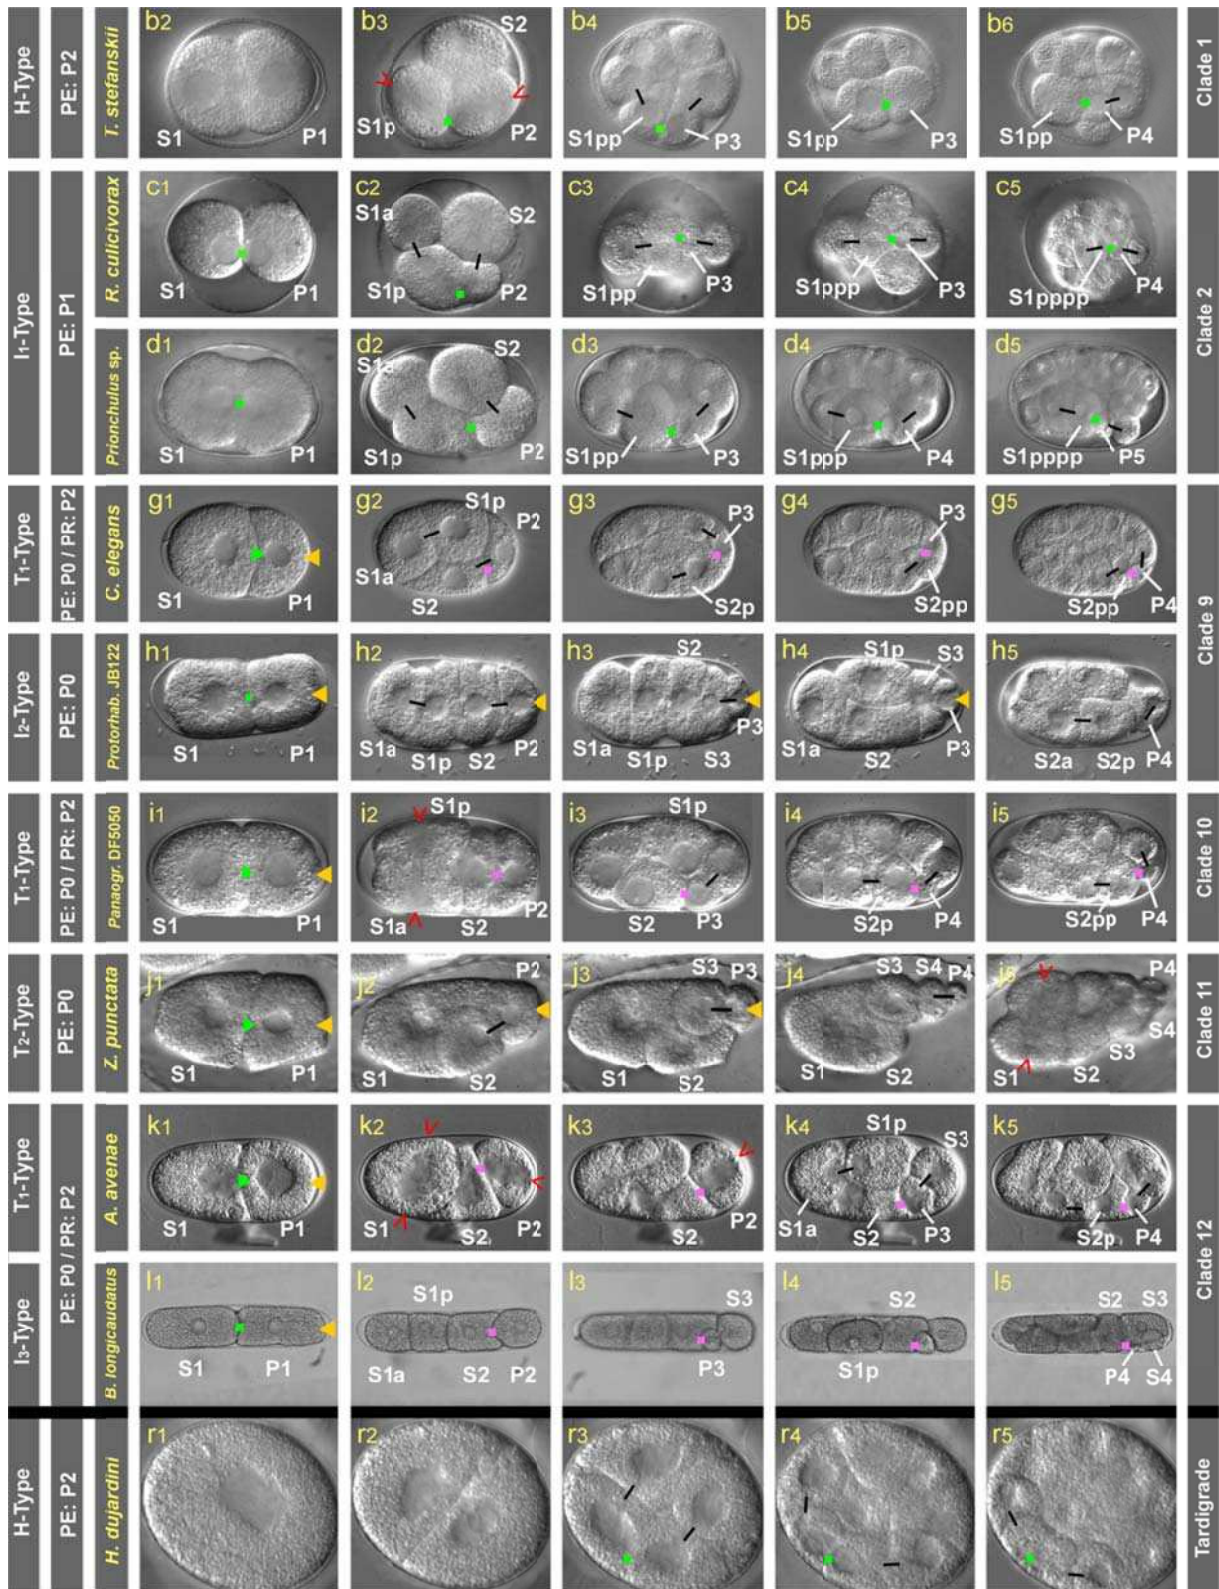 H-Type
PE: P2
T. stefanskii
b2
S1
P1
b3
S2
S1p
P2
b4
S1pp
P3
b5
S1pp
P3
b6
S1pp
P4
Clade 1
I1-Type
PE: P1
R. culicivorax
c1
S1
P1
c2
S1a
S2
S1p
P2
c3
S1pp
P3
c4
S1ppp
P3
c5
S1pppp
P4
Clade 2
Prionchulus sp.
d1
S1
P1
d2
S1a
S2
S1p
P2
d3
S1pp
P3
d4
S1ppp
P4
d5
S1pppp
P5
T1-Type
PE: P0 / PR: P2
C. elegans
g1
S1
P1
g2
S1p
P2
S1a
S2
g3
P3
S2p
g4
P3
S2pp
g5
S2pp
P4
Clade 9
I2-Type
PE: P0
Protorhab. JB122
h1
S1
P1
h2
S1a
S1p
S2
P2
h3
S2
S1a
S1p
S3
P3
h4
S1p
S3
S1a
S2
P3
h5
S2a
S2p
P4
T1-Type
PE: P0 / PR: P2
Panaogr. DF5050
i1
S1
P1
i2
S1p
S1a
S2
P2
i3
S1p
S2
P3
i4
S2p
P4
i5
S2pp
P4
Clade 10
T2-Type
PE: P0
Z. punctata
j1
S1
P1
j2
P2
S1
S2
j3
S3
P3
S1
S2
j4
S3
S4
P4
S1
S2
j5
P4
S4
S3
S1
S2
Clade 11
T1-Type
PE: P0 / PR: P2
A. avenae
k1
S1
P1
k2
S1
S2
P2
k3
S2
P2
k4
S1p
S3
S1a
S2
P3
k5
S2p
P4
Clade 12
I3-Type
B. longicaudatus
l1
S1
P1
l2
S1p
S1a
S2
P2
l3
S3
P3
l4
S2
S1p
l5
S2
S3
P4
S4
H-Type
PE: P2
H. dujardini
r1
r2
r3
r4
r5
Tardigrade